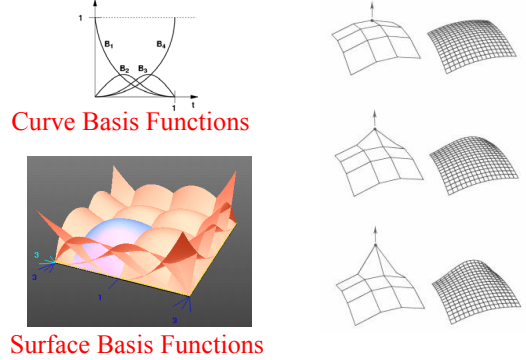 1
B1
B4
B2
B3
1
t
Curve Basis Functions
3
3
1
3
Surface Basis Functions